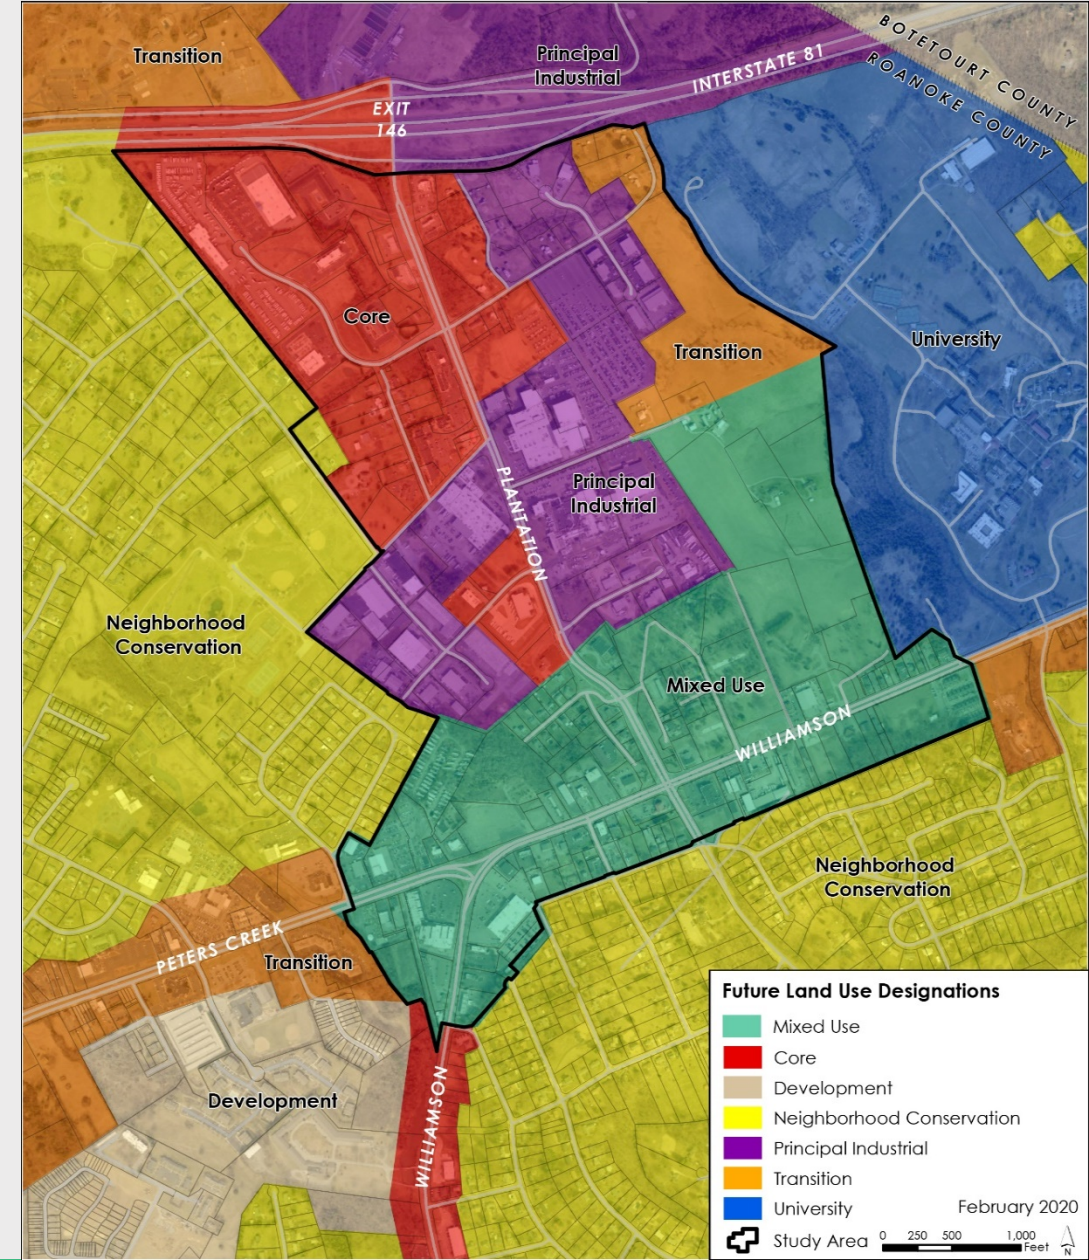 Transition
Principal
Industrial
BOTETOURT COUNTY
ROANOKE COUNTY
INTERSTATE 81
EXIT
146
Core
University
Transition
PLANTATION
Principal
Industrial
Neighborhood
Conservation
Mixed Use
WILLIAMSON
Neighborhood
Conservation
PETERS CREEK
Transition
Development
WILLIAMSON
Future Land Use Designations
Mixed Use
Core
Development
Neighborhood Conservation
Principal Industrial
Transition
University
February 2020
Study Area
0 250 500 1,000
Feet
N